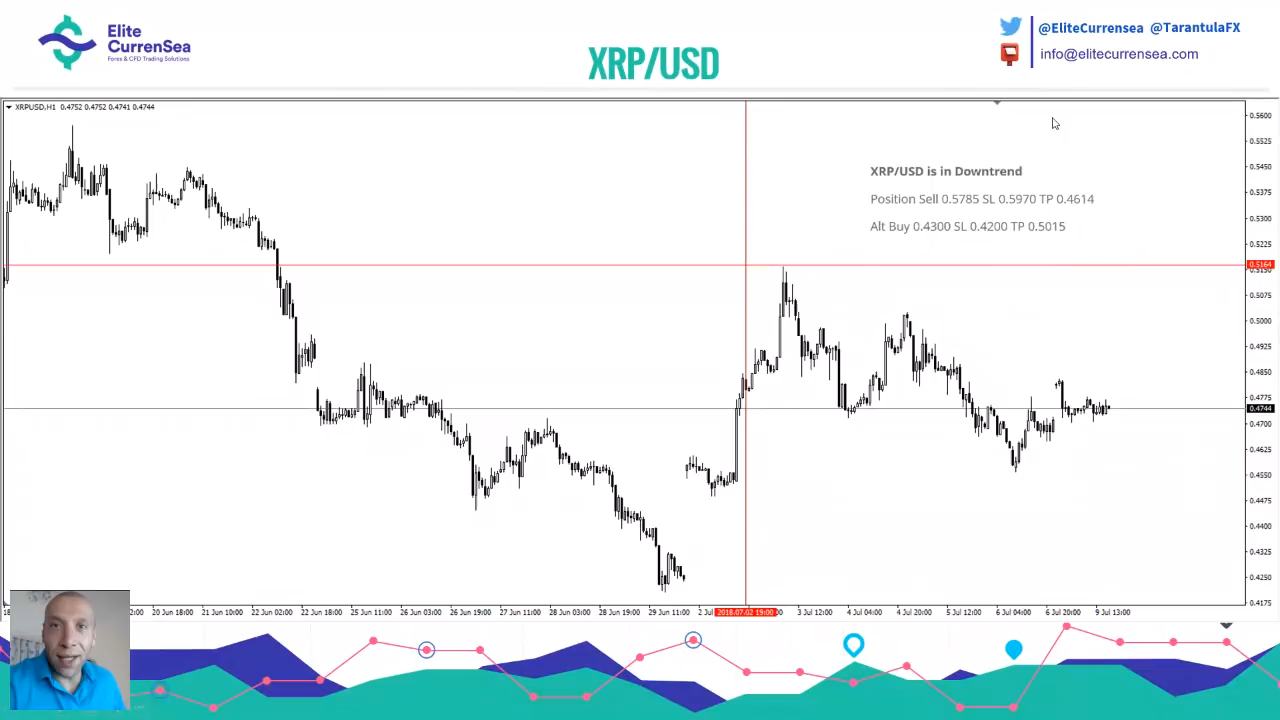 Elite
CurrenSea
Forex & CFD Trading Solutions
XRP/USD
@EliteCurrensea @TarantulaFX
info@elitecurrensea.com
XRPUSD,H1 0.4752 0.4752 0.4741 0.4744
XRP/USD is in Downtrend
Position Sell 0.5785 SL 0.5970 TP 0.4614
Alt Buy 0.4300 SL 0.4200 TP 0.5015
0.5600
0.5525
0.5450
0.5375
0.5300
0.5225
0.5164
0.5150
0.5075
0.5000
0.4925
0.4850
0.4775
0.4744
0.4700
0.4625
0.4550
0.4475
0.4400
0.4325
0.4250
0.4175
20 Jun 18:00 21 Jun 10:00 22 Jun 02:00 22 Jun 18:00 25 Jun 11:00 26 Jun 03:00 26 Jun 19:00 27 Jun 11:00 28 Jun 03:00 28 Jun 19:00 29 Jun 11:00 2 Jul 2018.07.02 19:00 3 Jul 12:00 4 Jul 04:00 4 Jul 20:00 5 Jul 12:00 6 Jul 04:00 6 Jul 20:00 9 Jul 13:00